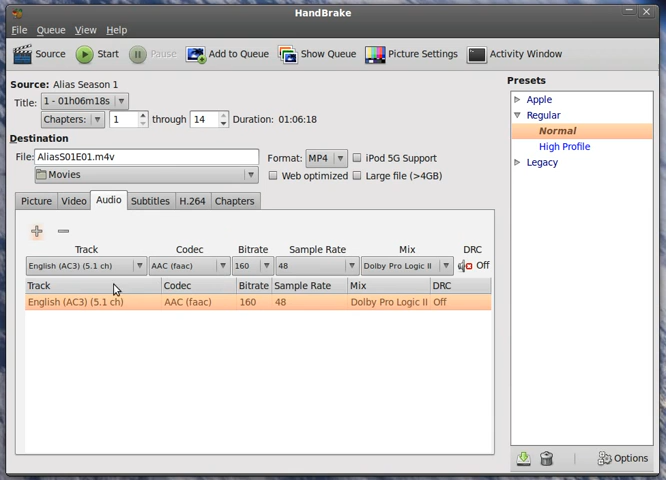 HandBrake
File Queue View Help
Source Start Pause Add to Queue Show Queue Picture Settings Activity Window
Source: Alias Season 1
Title: 1 - 01h06m18s
Chapters: 1 through 14 Duration: 01:06:18
Destination
File: AliasS01E01.m4v Format: MP4 iPod 5G Support
Movies Web optimized Large file (>4GB)
Picture Video Audio Subtitles H.264 Chapters
Track Codec Bitrate Sample Rate Mix DRC
English (AC3) (5.1 ch) AAC (faac) 160 48 Dolby Pro Logic II Off
Track Codec Bitrate Sample Rate Mix DRC
English (AC3) (5.1 ch) AAC (faac) 160 48 Dolby Pro Logic II Off
Presets
Apple
Regular
Normal
High Profile
Legacy
Options